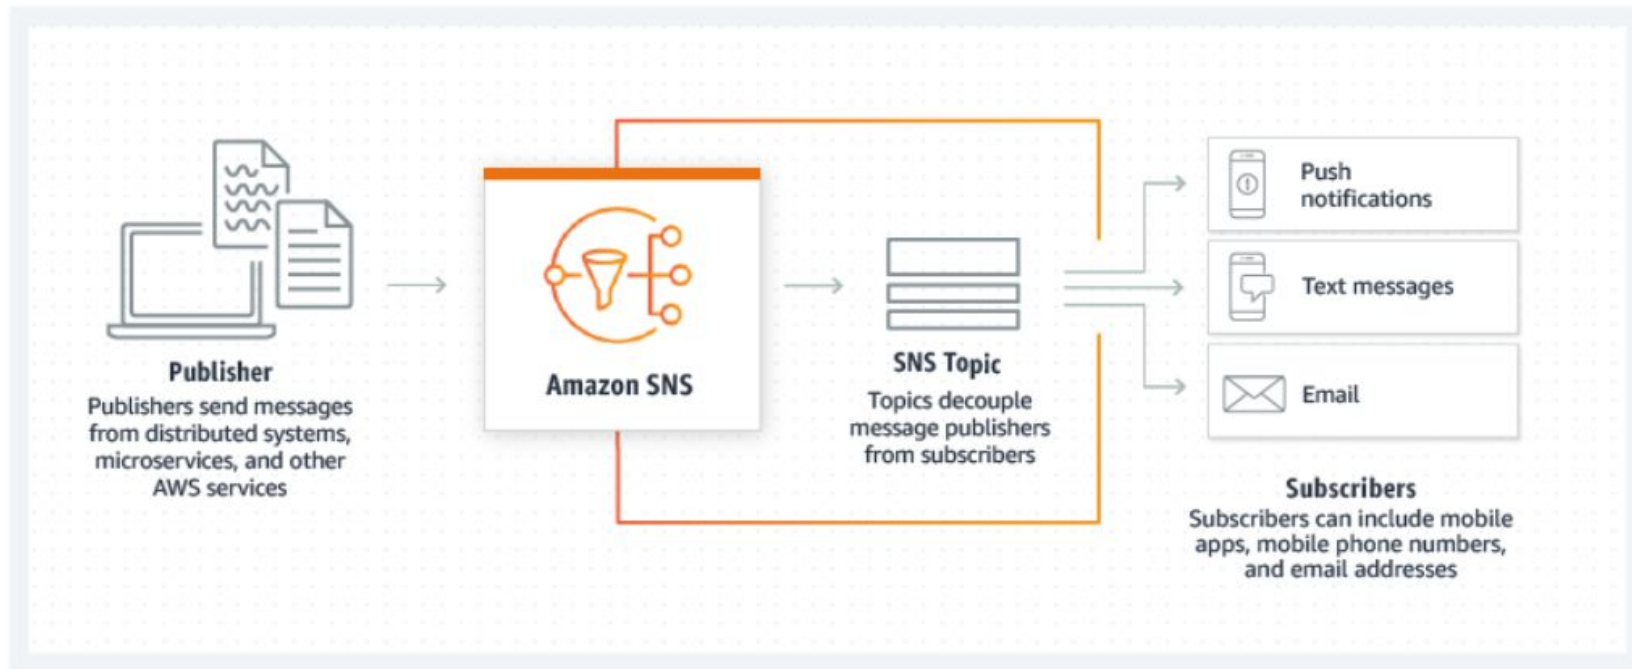 Publisher
Publishers send messages
from distributed systems,
microservices, and other
AWS services
Amazon SNS
SNS Topic
Topics decouple
message publishers
from subscribers
Push
notifications
Text messages
Email
Subscribers
Subscribers can include mobile
apps, mobile phone numbers,
and email addresses